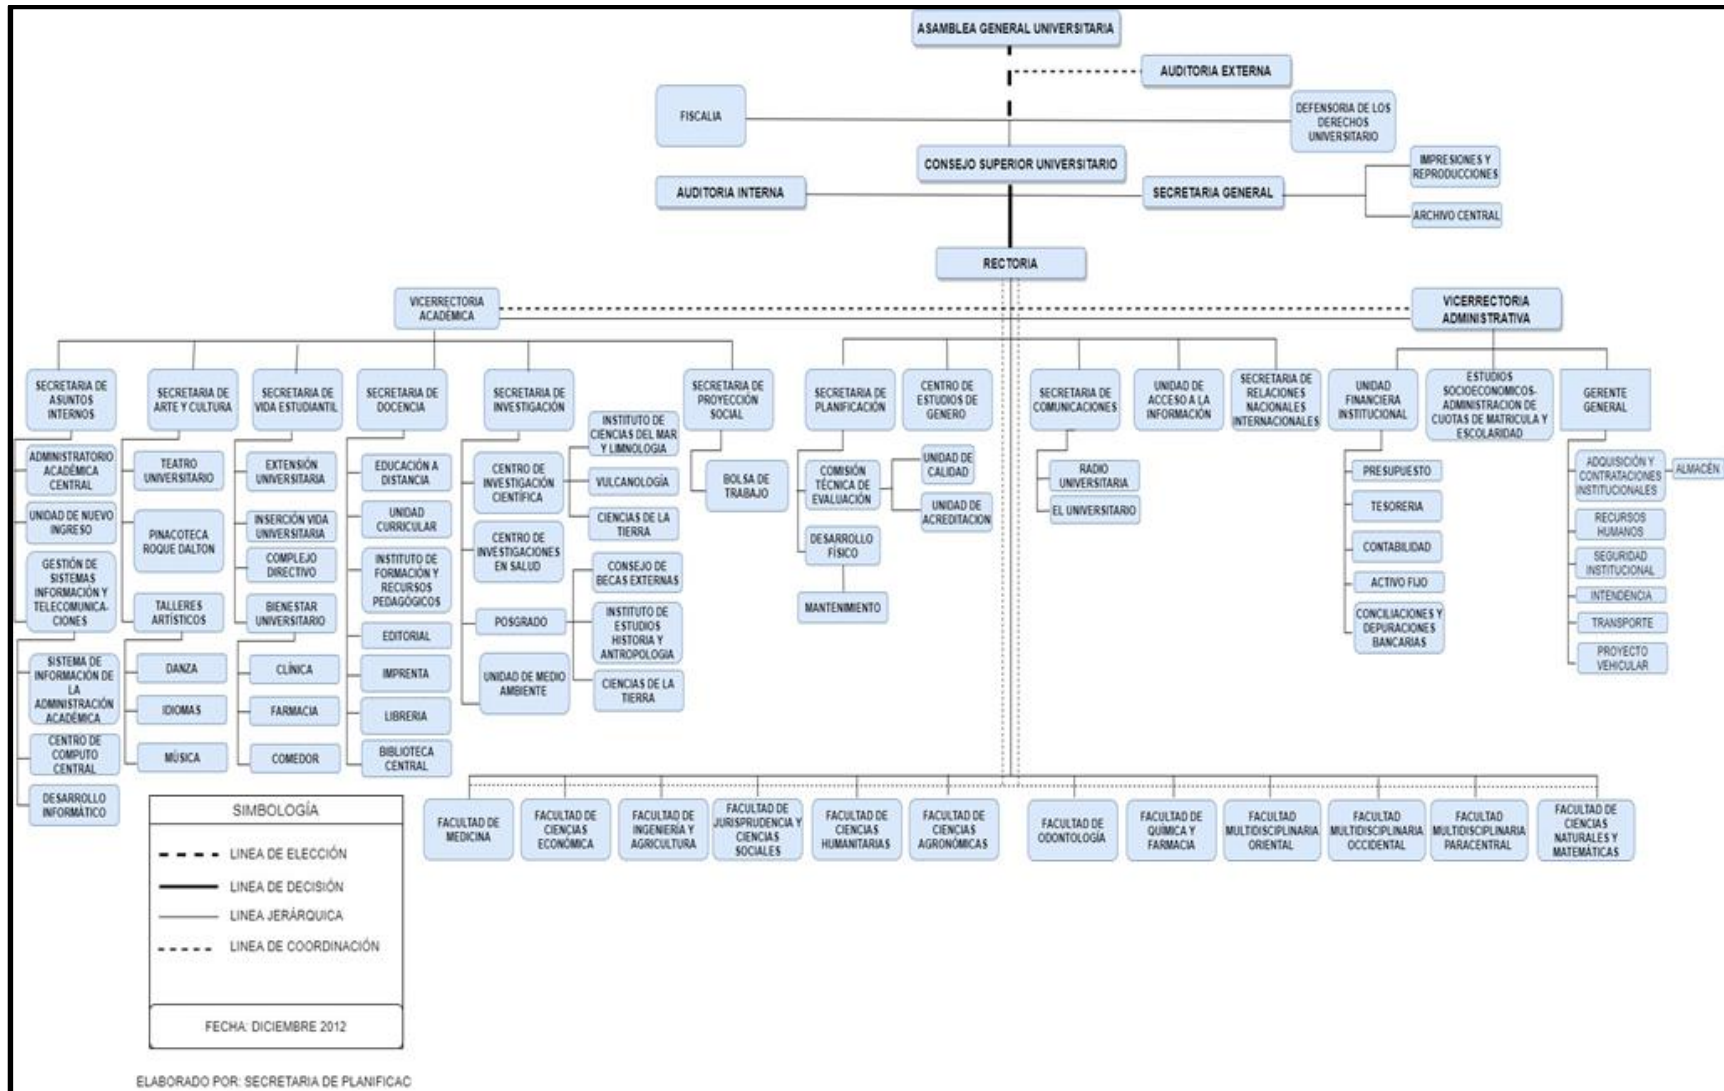 ASAMBLEA GENERAL UNIVERSITARIA
AUDITORIA EXTERNA
FISCALIA
DEFENSORIA DE LOS
DERECHOS
UNIVERSITARIO
CONSEJO SUPERIOR UNIVERSITARIO
IMPRESIONES Y
REPRODUCCIONES
AUDITORIA INTERNA
SECRETARIA GENERAL
ARCHIVO CENTRAL
RECTORIA
VICERRECTORIA
ACADÉMICA
VICERRECTORIA
ADMINISTRATIVA
SECRETARIA DE
ASUNTOS
INTERNOS
SECRETARIA DE
ARTE Y CULTURA
SECRETARIA DE
VIDA ESTUDIANTIL
SECRETARIA DE
DOCENCIA
SECRETARIA DE
INVESTIGACIÓN
SECRETARIA DE
PROYECCIÓN
SOCIAL
SECRETARIA DE
PLANIFICACIÓN
CENTRO DE
ESTUDIOS DE
GENERO
SECRETARIA DE
COMUNICACIONES
UNIDAD DE
ACCESO A LA
INFORMACIÓN
SECRETARIA DE
RELACIONES
NACIONALES
INTERNACIONALES
UNIDAD
FINANCIERA
INSTITUCIONAL
ESTUDIOS
SOCIOECONOMICOS-
ADMINISTRACION DE
CUOTAS DE MATRICULA Y
ESCOLARIDAD
GERENTE
GENERAL
ADMINISTRATORIO
ACADÉMICA
CENTRAL
UNIDAD DE NUEVO
INGRESO
GESTIÓN DE
SISTEMAS
INFORMACIÓN Y
TELECOMUNICA-
CIONES
SISTEMA DE
INFORMACIÓN DE
LA
ADMINISTRACIÓN
ACADÉMICA
CENTRO DE
COMPUTO
CENTRAL
DESARROLLO
INFORMÁTICO
TEATRO
UNIVERSITARIO
PINACOTECA
ROQUE DALTON
TALLERES
ARTÍSTICOS
DANZA
IDIOMAS
MÚSICA
EXTENSIÓN
UNIVERSITARIA
INSERCIÓN VIDA
UNIVERSITARIA
COMPLEJO
DIRECTIVO
BIENESTAR
UNIVERSITARIO
CLÍNICA
FARMACIA
COMEDOR
EDUCACIÓN A
DISTANCIA
UNIDAD
CURRICULAR
INSTITUTO DE
FORMACIÓN Y
RECURSOS
PEDAGÓGICOS
EDITORIAL
IMPRENTA
LIBRERIA
BIBLIOTECA
CENTRAL
CENTRO DE
INVESTIGACIÓN
CIENTÍFICA
CENTRO DE
INVESTIGACIONES
EN SALUD
POSGRADO
UNIDAD DE MEDIO
AMBIENTE
INSTITUTO DE
CIENCIAS DEL MAR
Y LIMNOLOGIA
VULCANOLOGÍA
CIENCIAS DE LA
TIERRA
CONSEJO DE
BECAS EXTERNAS
INSTITUTO DE
ESTUDIOS
HISTORIA Y
ANTROPOLOGIA
CIENCIAS DE LA
TIERRA
BOLSA DE
TRABAJO
COMISIÓN
TÉCNICA DE
EVALUACIÓN
DESARROLLO
FÍSICO
MANTENIMIENTO
UNIDAD DE
CALIDAD
UNIDAD DE
ACREDITACION
RADIO
UNIVERSITARIA
EL UNIVERSITARIO
PRESUPUESTO
TESORERIA
CONTABILIDAD
ACTIVO FIJO
CONCILIACIONES Y
DEPURACIONES
BANCARIAS
ADQUISICIÓN Y
CONTRATACIONES
INSTITUCIONALES
ALMACÉN
RECURSOS
HUMANOS
SEGURIDAD
INSTITUCIONAL
INTENDENCIA
TRANSPORTE
PROYECTO
VEHICULAR
FACULTAD DE
MEDICINA
FACULTAD DE
CIENCIAS
ECONÓMICA
FACULTAD DE
INGENIERÍA Y
AGRICULTURA
FACULTAD DE
JURISPRUDENCIA Y
CIENCIAS
SOCIALES
FACULTAD DE
CIENCIAS
HUMANITARIAS
FACULTAD DE
CIENCIAS
AGRONÓMICAS
FACULTAD DE
ODONTOLOGÍA
FACULTAD DE
QUÍMICA Y
FARMACIA
FACULTAD
MULTIDISCIPLINARIA
ORIENTAL
FACULTAD
MULTIDISCIPLINARIA
OCCIDENTAL
FACULTAD
MULTIDISCIPLINARIA
PARACENTRAL
FACULTAD DE
CIENCIAS
NATURALES Y
MATEMÁTICAS
SIMBOLOGÍA
LINEA DE ELECCIÓN
LINEA DE DECISIÓN
LINEA JERÁRQUICA
LINEA DE COORDINACIÓN
FECHA: DICIEMBRE 2012
ELABORADO POR: SECRETARIA DE PLANIFICAC